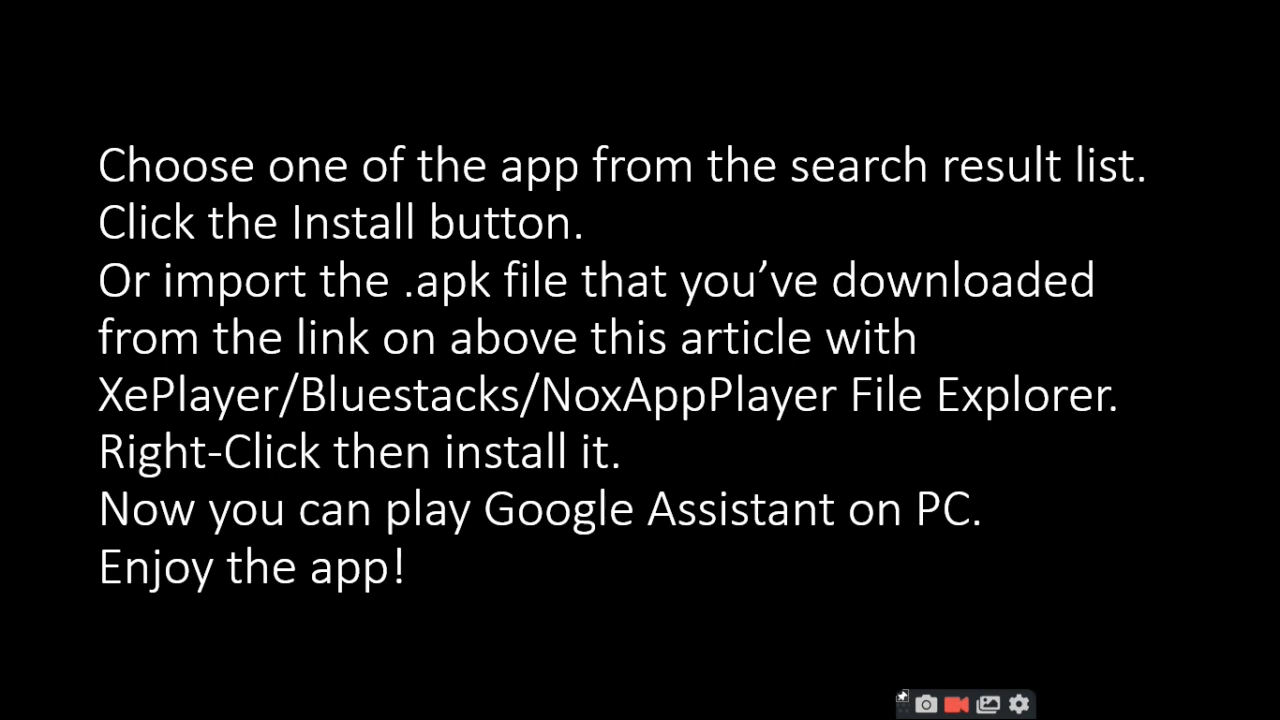 Choose one of the app from the search result list.
Click the Install button.
Or import the .apk file that you’ve downloaded
from the link on above this article with
XePlayer/Bluestacks/NoxAppPlayer File Explorer.
Right-Click then install it.
Now you can play Google Assistant on PC.
Enjoy the app!